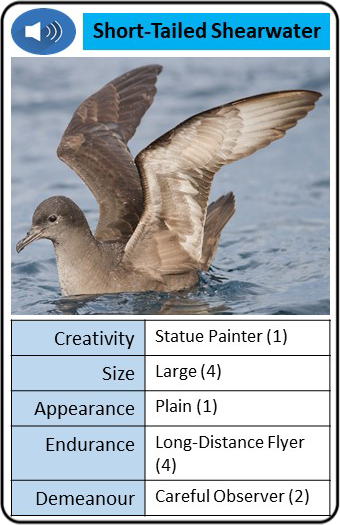 Short-Tailed Shearwater
Creativity Statue Painter (1)
Size Large (4)
Appearance Plain (1)
Endurance Long-Distance Flyer
(4)
Demeanour Careful Observer (2)